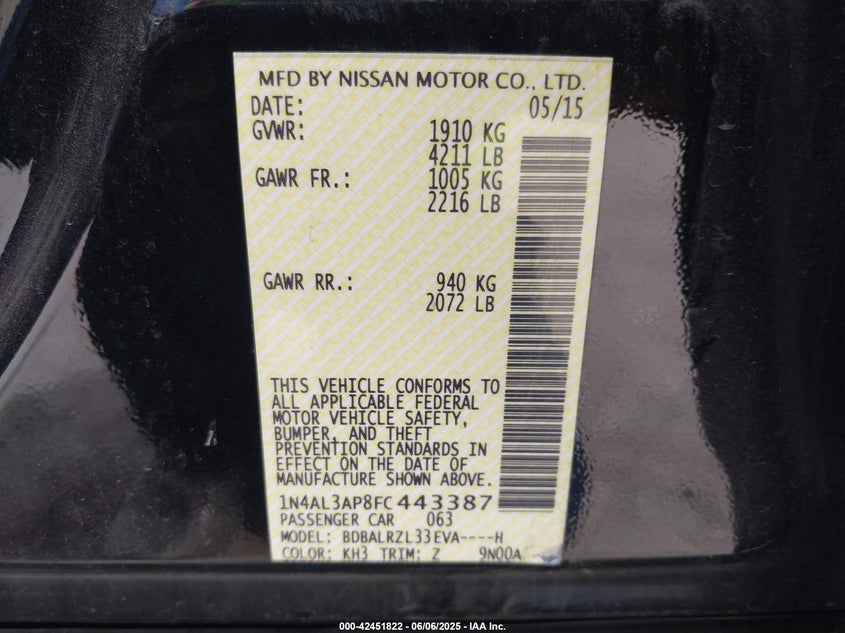 MFD BY NISSAN MOTOR CO., LTD.
DATE: 05/15
GVWR: 1910 KG
4211 LB
GAWR FR.: 1005 KG
2216 LB
GAWR RR.: 940 KG
2072 LB
THIS VEHICLE CONFORMS TO
ALL APPLICABLE FEDERAL
MOTOR VEHICLE SAFETY,
BUMPER, AND THEFT
PREVENTION STANDARDS IN
EFFECT ON THE DATE OF
MANUFACTURE SHOWN ABOVE.
1N4AL3AP8FC443387
PASSENGER CAR 063
MODEL: BDBALRZL33EVA----H
COLOR: KH3 TRIM: Z 9N00A
000-42451822 - 06/06/2025 - IAA Inc.